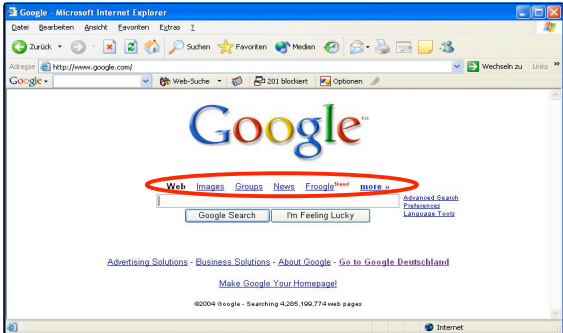 Google - Microsoft Internet Explorer
Datei Bearbeiten Ansicht Favoriten Extras ?
Zurück Suchen Favoriten Medien
Adresse http://www.google.com/ Wechseln zu Links »
Google Web-Suche 201 blockiert Optionen
Google™
Web Images Groups News Froogle New! more »
Advanced Search
Preferences
Language Tools
Google Search I'm Feeling Lucky
Advertising Solutions - Business Solutions - About Google - Go to Google Deutschland
Make Google Your Homepage!
©2004 Google - Searching 4,285,199,774 web pages
Internet